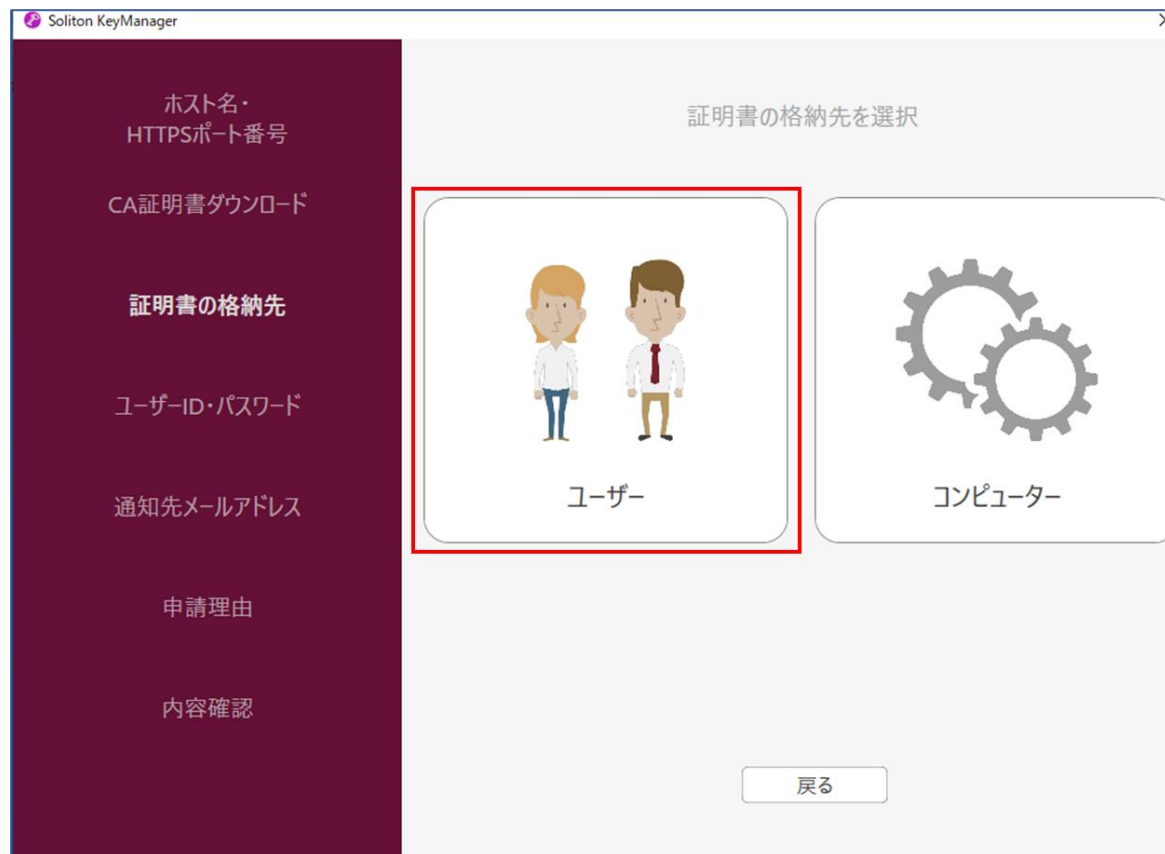 Soliton KeyManager
ホスト名・
HTTPSポート番号
CA証明書ダウンロード
証明書の格納先
ユーザーID・パスワード
通知先メールアドレス
申請理由
内容確認
証明書の格納先を選択
ユーザー
コンピューター
戻る